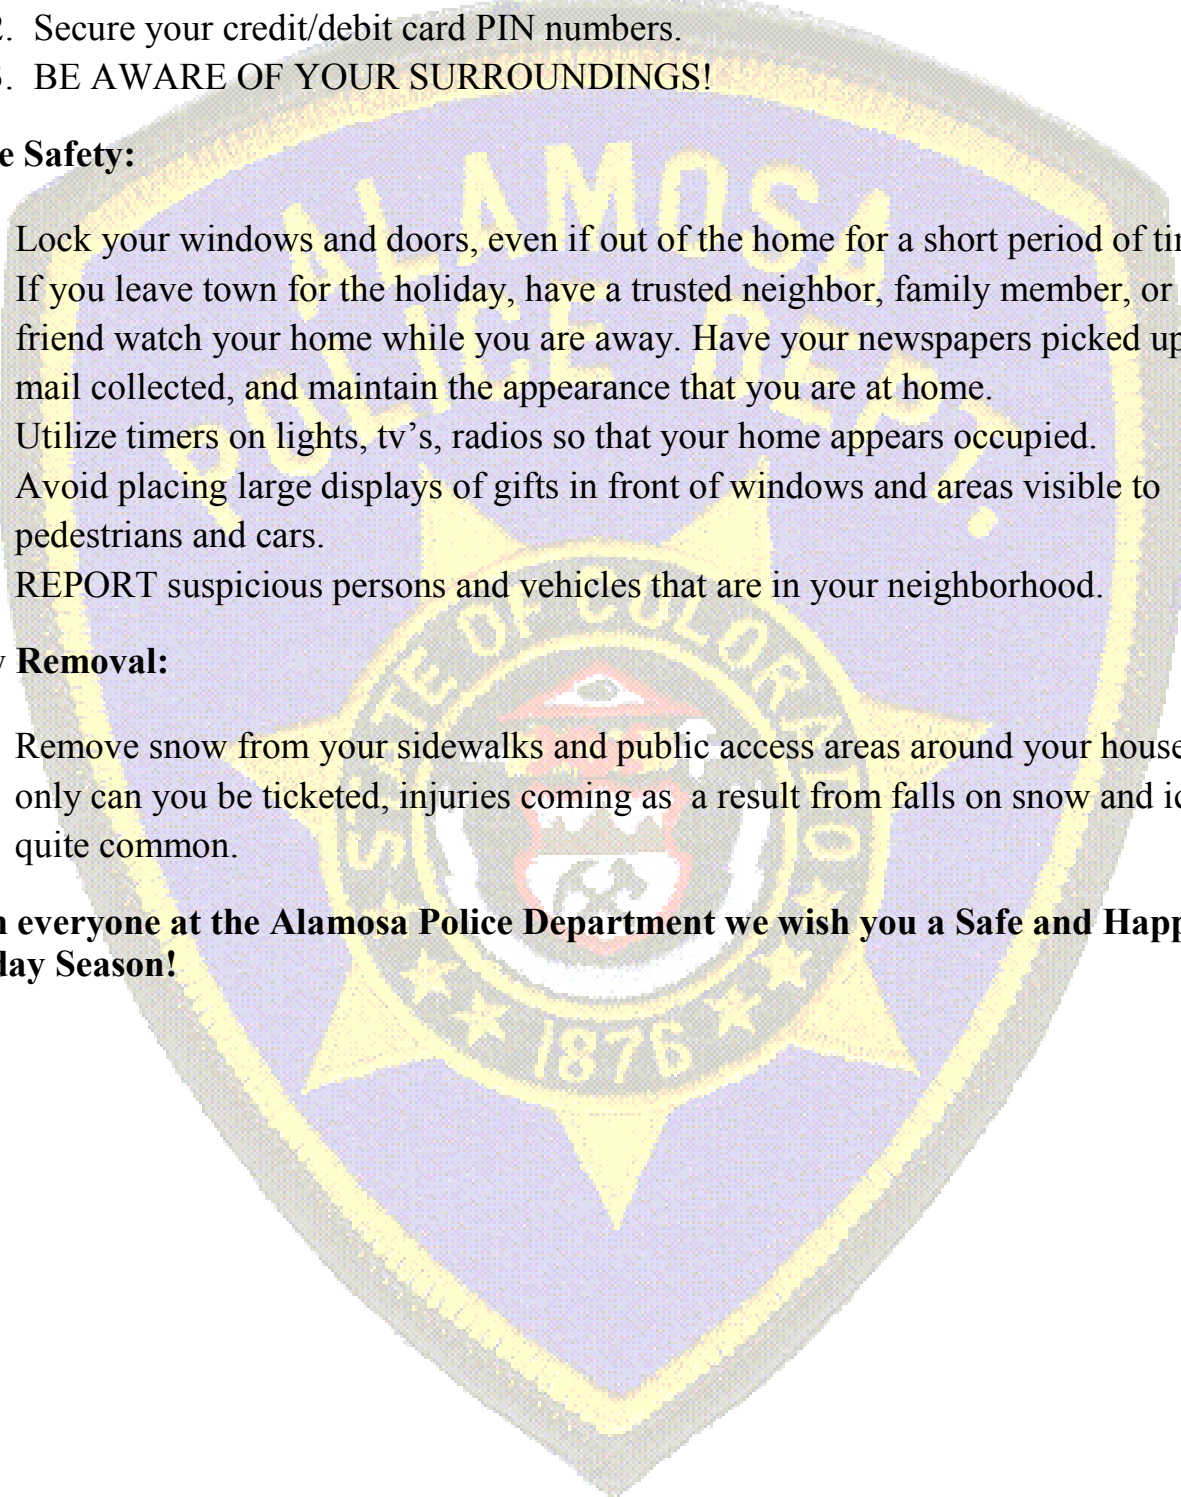 2. Secure your credit/debit card PIN numbers.
3. BE AWARE OF YOUR SURROUNDINGS!
e Safety:
Lock your windows and doors, even if out of the home for a short period of
If you leave town for the holiday, have a trusted neighbor, family member, or
friend watch your home while you are away. Have your newspapers picked up
mail collected, and maintain the appearance that you are at home.
Utilize timers on lights, tv’s, radios so that your home appears occupied.
Avoid placing large displays of gifts in front of windows and areas visible to
pedestrians and cars.
REPORT suspicious persons and vehicles that are in your neighborhood.
Removal:
Remove snow from your sidewalks and public access areas around your house
only can you be ticketed, injuries coming as a result from falls on snow and
quite common.
everyone at the Alamosa Police Department we wish you a Safe and Happ
day Season!
ALAMOSA
POLICE DEPT.
STATE OF COLORADO
1876